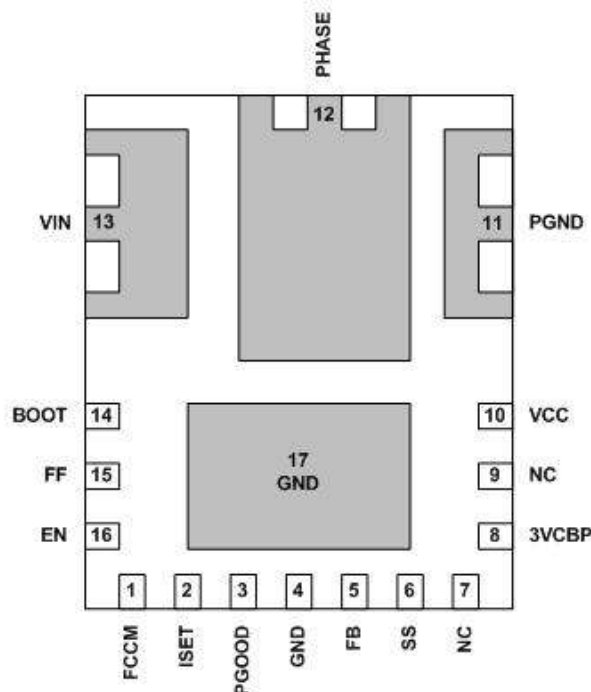 PHASE
12
VIN
13
11
PGND
BOOT
14
10
VCC
17
GND
FF
15
9
NC
EN
16
8
3VCBP
1
2
3
4
5
6
7
FCCM
ISET
PGOOD
GND
FB
SS
NC